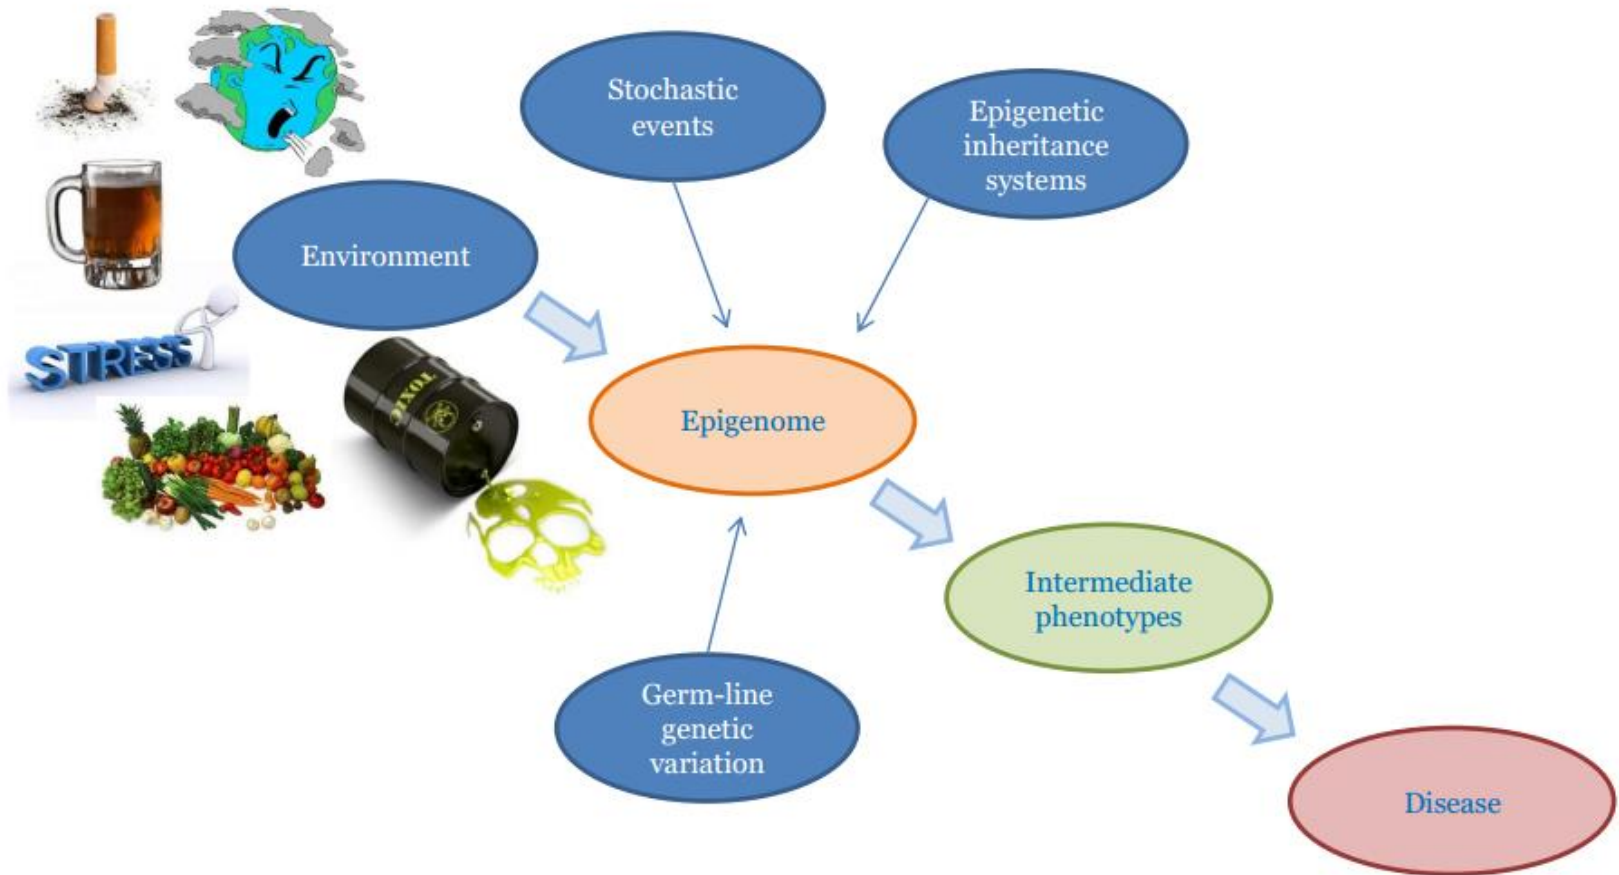 Stochastic
events
Epigenetic
inheritance
systems
Environment
STRESS
TOXIC
Epigenome
Intermediate
phenotypes
Germ-line
genetic
variation
Disease